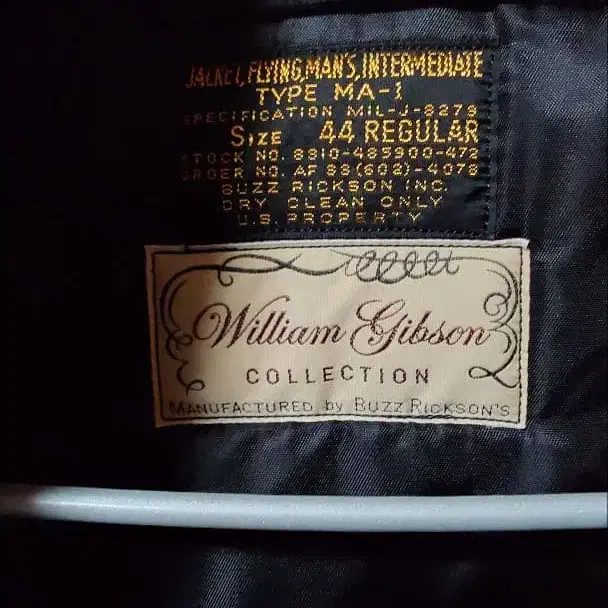 JACKET, FLYING, MAN'S, INTERMEDIATE
TYPE MA-1
SPECIFICATION MIL-J-8279
SIZE 44 REGULAR
STOCK NO. 8310-485900-472
ORDER NO. AF 33(602)-4078
BUZZ RICKSON INC.
DRY CLEAN ONLY
U.S. PROPERTY
William Gibson
COLLECTION
MANUFACTURED by BUZZ RICKSON'S